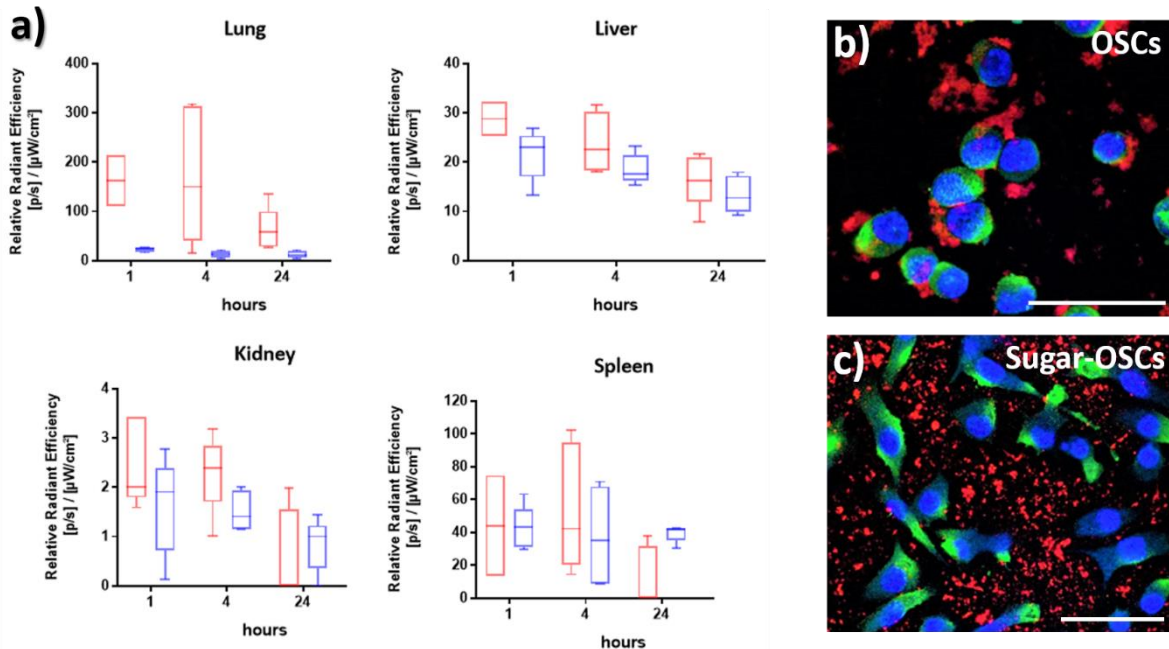 a)
Lung
Relative Radiant Efficiency
[p/s] / [µW/cm²]
400
300
200
100
0
1
4
24
hours
Liver
Relative Radiant Efficiency
[p/s] / [µW/cm²]
40
30
20
10
0
1
4
24
hours
Kidney
Relative Radiant Efficiency
[p/s] / [µW/cm²]
4
3
2
1
0
1
4
24
hours
Spleen
Relative Radiant Efficiency
[p/s] / [µW/cm²]
120
100
80
60
40
20
0
1
4
24
hours
b)
OSCs
c)
Sugar-OSCs